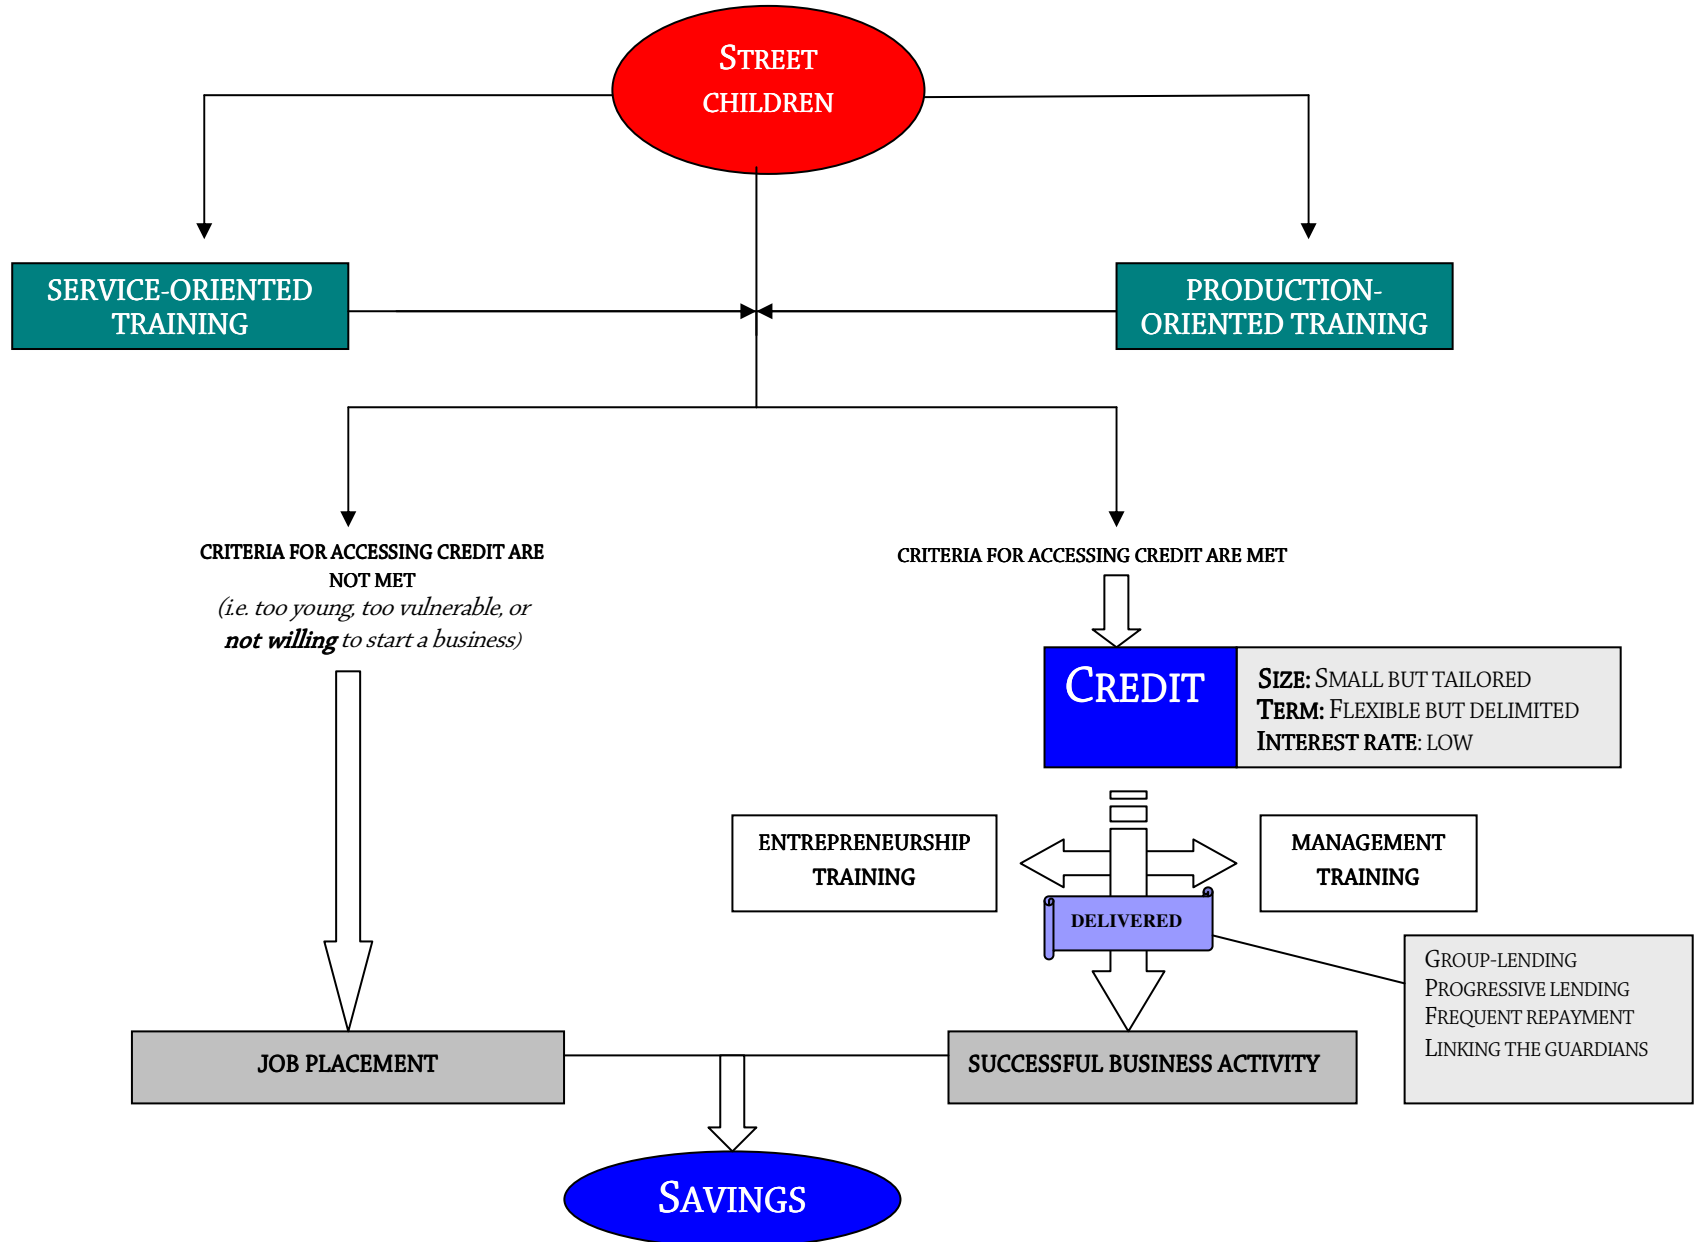 STREET
CHILDREN
SERVICE-ORIENTED
TRAINING
PRODUCTION-
ORIENTED TRAINING
CRITERIA FOR ACCESSING CREDIT ARE
NOT MET
(i.e. too young, too vulnerable, or
not willing to start a business)
CRITERIA FOR ACCESSING CREDIT ARE MET
CREDIT
SIZE: SMALL BUT TAILORED
TERM: FLEXIBLE BUT DELIMITED
INTEREST RATE: LOW
ENTREPRENEURSHIP
TRAINING
MANAGEMENT
TRAINING
DELIVERED
GROUP-LENDING
PROGRESSIVE LENDING
FREQUENT REPAYMENT
LINKING THE GUARDIANS
JOB PLACEMENT
SUCCESSFUL BUSINESS ACTIVITY
SAVINGS